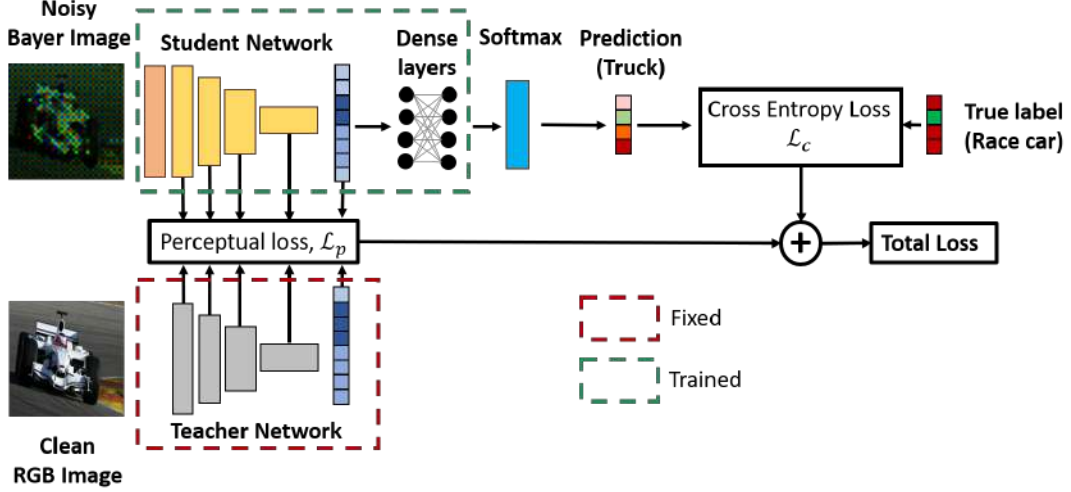 Noisy
Bayer Image
Student Network
Dense
layers
Softmax
Prediction
(Truck)
Cross Entropy Loss
ℒ𝑐
True label
(Race car)
Perceptual loss, ℒ𝑝
+
Total Loss
Fixed
Trained
Teacher Network
Clean
RGB Image